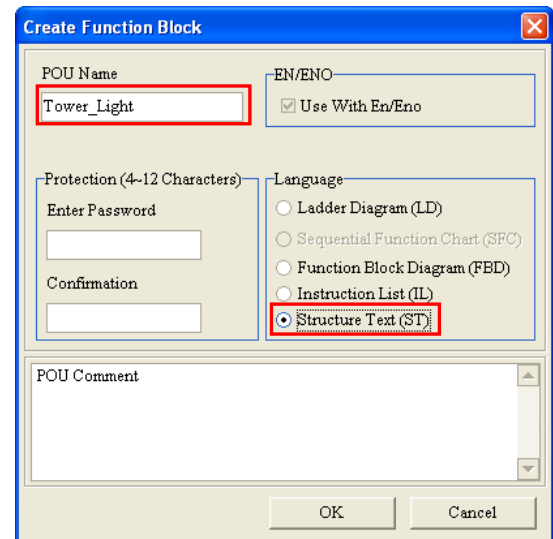 Create Function Block
POU Name
Tower_Light
EN/ENO
Use With En/Eno
Protection (4~12 Characters)
Enter Password
Confirmation
Language
Ladder Diagram (LD)
Sequential Function Chart (SFC)
Function Block Diagram (FBD)
Instruction List (IL)
Structure Text (ST)
POU Comment
OK
Cancel